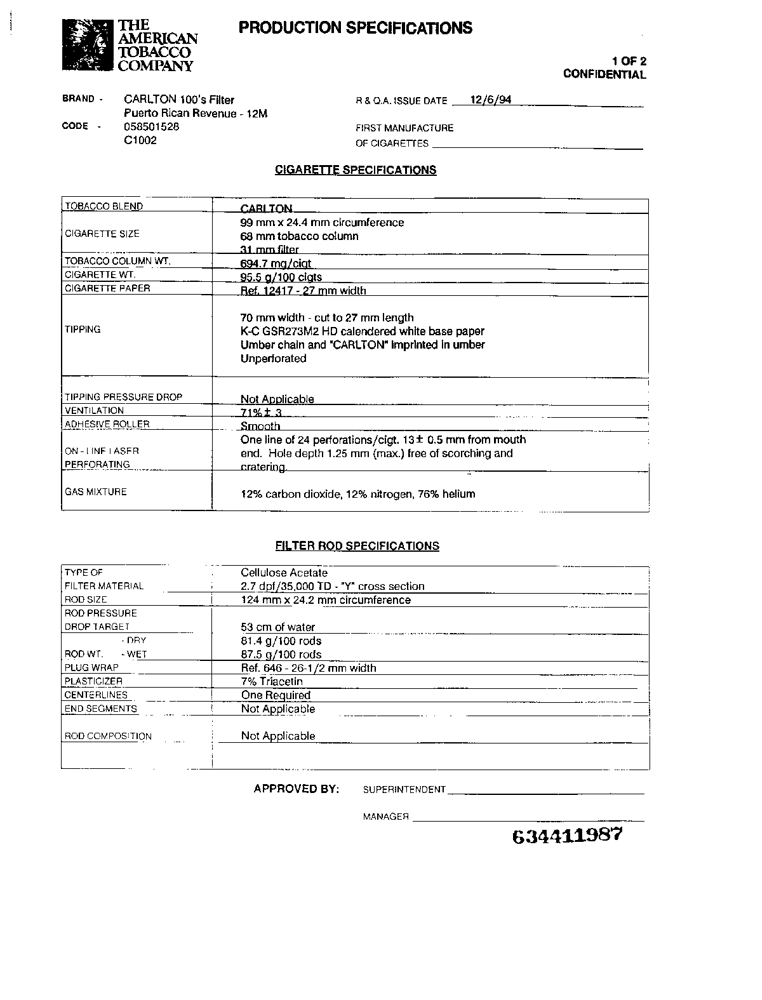 THE AMERICAN TOBACCO COMPANY
PRODUCTION SPECIFICATIONS
1 OF 2
CONFIDENTIAL
BRAND - CARLTON 100's Filter
Puerto Rican Revenue - 12M
CODE - 058501528
C1002
R & Q.A. ISSUE DATE 12/6/94
FIRST MANUFACTURE
OF CIGARETTES
CIGARETTE SPECIFICATIONS
TOBACCO BLEND CARLTON
CIGARETTE SIZE 99 mm x 24.4 mm circumference
68 mm tobacco column
31 mm filter
TOBACCO COLUMN WT. 694.7 mg/cigt
CIGARETTE WT. 95.5 g/100 cigts
CIGARETTE PAPER Ref. 12417 - 27 mm width
TIPPING 70 mm width - cut to 27 mm length
K-C GSR273M2 HD calendered white base paper
Umber chain and "CARLTON" imprinted in umber
Unperforated
TIPPING PRESSURE DROP Not Applicable
VENTILATION 71% ± 3
ADHESIVE ROLLER Smooth
ON-LINE LASER PERFORATING One line of 24 perforations/cigt. 13± 0.5 mm from mouth
end. Hole depth 1.25 mm (max.) free of scorching and
cratering.
GAS MIXTURE 12% carbon dioxide, 12% nitrogen, 76% helium
FILTER ROD SPECIFICATIONS
TYPE OF Cellulose Acetate
FILTER MATERIAL 2.7 dpf/35,000 TD - "Y" cross section
ROD SIZE 124 mm x 24.2 mm circumference
ROD PRESSURE
DROP TARGET 53 cm of water
- DRY 81.4 g/100 rods
ROD WT. - WET 87.5 g/100 rods
PLUG WRAP Ref. 646 - 26-1/2 mm width
PLASTICIZER 7% Triacetin
CENTERLINES One Required
END SEGMENTS Not Applicable
ROD COMPOSITION Not Applicable
APPROVED BY: SUPERINTENDENT
MANAGER
634411987